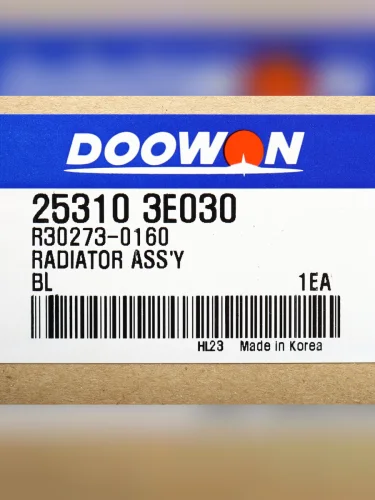 DOOWON
25310 3E030
R30273-0160
RADIATOR ASS'Y
BL 1EA
HL23 Made in Korea